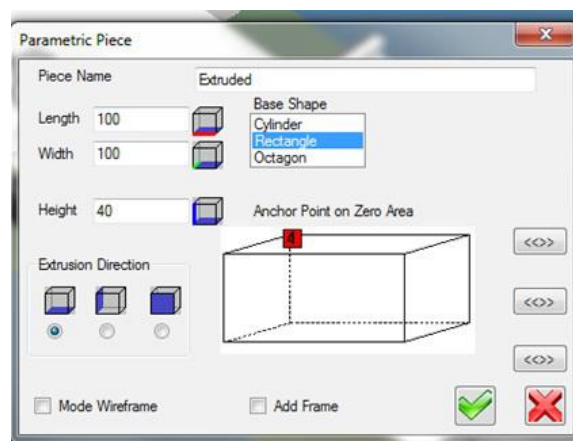 Parametric Piece
Piece Name Extruded
Length 100
Base Shape
Cylinder
Rectangle
Octagon
Width 100
Height 40
Anchor Point on Zero Area
4
<<>>
Extrusion Direction
<<>>
<<>>
Mode Wireframe
Add Frame